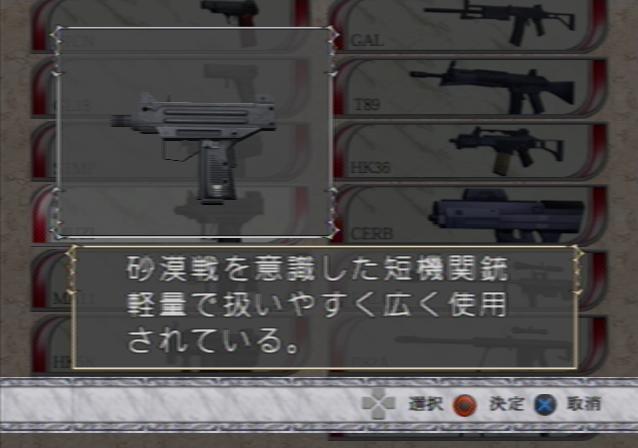 GAL
T89
HK36
CERB
UZI
砂漠戦を意識した短機関銃
軽量で扱いやすく広く使用
されている。
選択
決定
取消